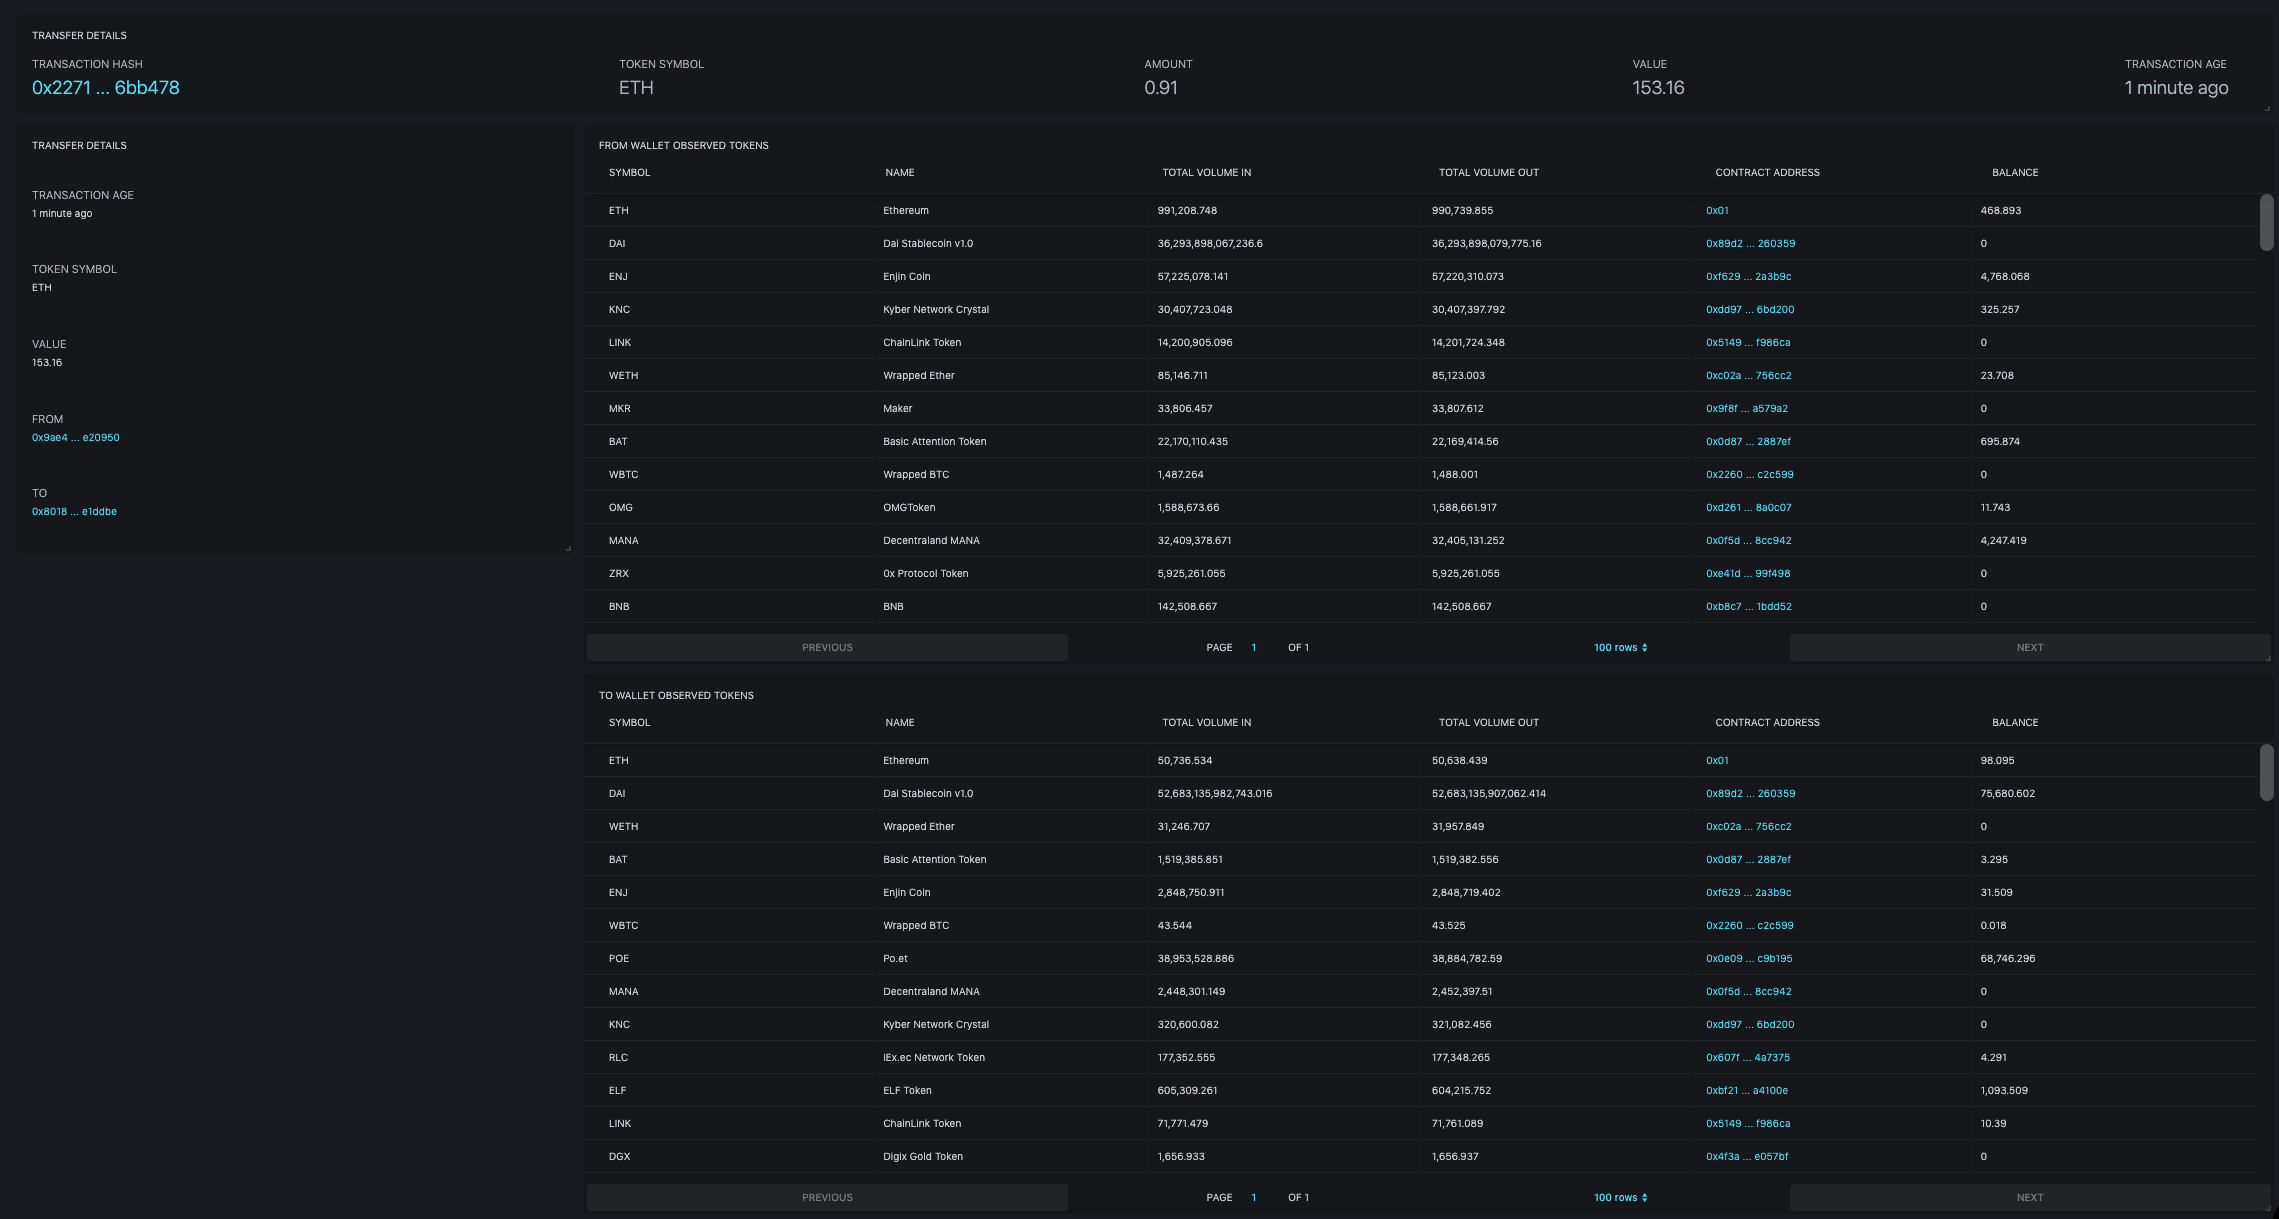 TRANSFER DETAILS
TRANSACTION HASH TOKEN SYMBOL AMOUNT VALUE TRANSACTION AGE
0x2271 ... 6bb478 ETH 0.91 153.16 1 minute ago
TRANSFER DETAILS
TRANSACTION AGE
1 minute ago
TOKEN SYMBOL
ETH
VALUE
153.16
FROM
0x9ae4 ... e20950
TO
0x8018 ... e1ddbe
FROM WALLET OBSERVED TOKENS
SYMBOL NAME TOTAL VOLUME IN TOTAL VOLUME OUT CONTRACT ADDRESS BALANCE
ETH Ethereum 991,208.748 990,739.855 0x01 468.893
DAI Dai Stablecoin v1.0 36,293,898,067,236.6 36,293,898,079,775.16 0x89d2 ... 260359 0
ENJ Enjin Coin 57,225,078.141 57,220,310.073 0xf629 ... 2a3b9c 4,768.068
KNC Kyber Network Crystal 30,407,723.048 30,407,397.792 0xdd97 ... 6bd200 325.257
LINK ChainLink Token 14,200,905.096 14,201,724.348 0x5149 ... f986ca 0
WETH Wrapped Ether 85,146.711 85,123.003 0xc02a ... 756cc2 23.708
MKR Maker 33,806.457 33,807.612 0x9f8f ... a579a2 0
BAT Basic Attention Token 22,170,110.435 22,169,414.56 0x0d87 ... 2887ef 695.874
WBTC Wrapped BTC 1,487.264 1,488.001 0x2260 ... c2c599 0
OMG OMGToken 1,588,673.66 1,588,661.917 0xd261 ... 8a0c07 11.743
MANA Decentraland MANA 32,409,378.671 32,405,131.252 0x0f5d ... 8cc942 4,247.419
ZRX 0x Protocol Token 5,925,261.055 5,925,261.055 0xe41d ... 99f498 0
BNB BNB 142,508.667 142,508.667 0xb8c7 ... 1bdd52 0
PREVIOUS PAGE 1 OF 1 100 rows NEXT
TO WALLET OBSERVED TOKENS
SYMBOL NAME TOTAL VOLUME IN TOTAL VOLUME OUT CONTRACT ADDRESS BALANCE
ETH Ethereum 50,736.534 50,638.439 0x01 98.095
DAI Dai Stablecoin v1.0 52,683,135,982,743.016 52,683,135,907,062.414 0x89d2 ... 260359 75,680.602
WETH Wrapped Ether 31,246.707 31,957.849 0xc02a ... 756cc2 0
BAT Basic Attention Token 1,519,385.851 1,519,382.556 0x0d87 ... 2887ef 3.295
ENJ Enjin Coin 2,848,750.911 2,848,719.402 0xf629 ... 2a3b9c 31.509
WBTC Wrapped BTC 43.544 43.525 0x2260 ... c2c599 0.018
POE Po.et 38,953,528.886 38,884,782.59 0x0e09 ... c9b195 68,746.296
MANA Decentraland MANA 2,448,301.149 2,452,397.51 0x0f5d ... 8cc942 0
KNC Kyber Network Crystal 320,600.082 321,082.456 0xdd97 ... 6bd200 0
RLC iEx.ec Network Token 177,352.555 177,348.265 0x607f ... 4a7375 4.291
ELF ELF Token 605,309.261 604,215.752 0xbf21 ... a4100e 1,093.509
LINK ChainLink Token 71,771.479 71,761.089 0x5149 ... f986ca 10.39
DGX Digix Gold Token 1,656.933 1,656.937 0x4f3a ... e057bf 0
PREVIOUS PAGE 1 OF 1 100 rows NEXT